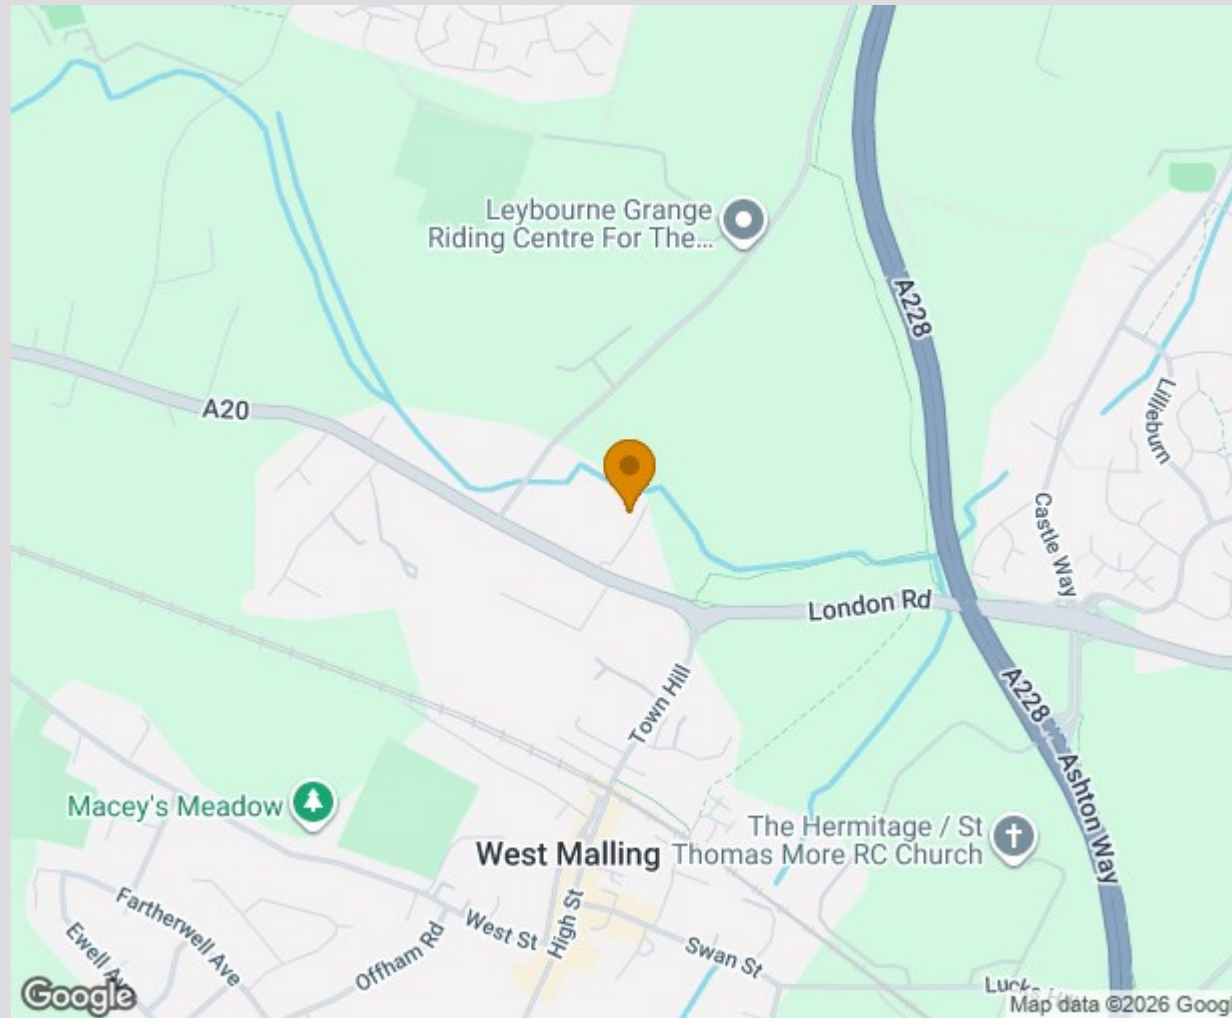 Leybourne Grange
Riding Centre For The...
A228
A20
Lillieburn
Castle Way
London Rd
Town Hill
A228
Ashton Way
Macey's Meadow
The Hermitage / St
Thomas More RC Church
West Malling
Fartherwell Ave
Ewell
Offham Rd
West St
High St
Swan St
Google
Map data ©2026